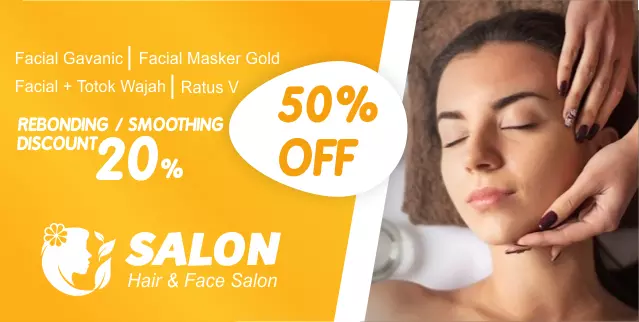 Facial Gavanic | Facial Masker Gold
Facial + Totok Wajah | Ratus V
50%
OFF
REBONDING / SMOOTHING
DISCOUNT 20%
SALON
Hair & Face Salon